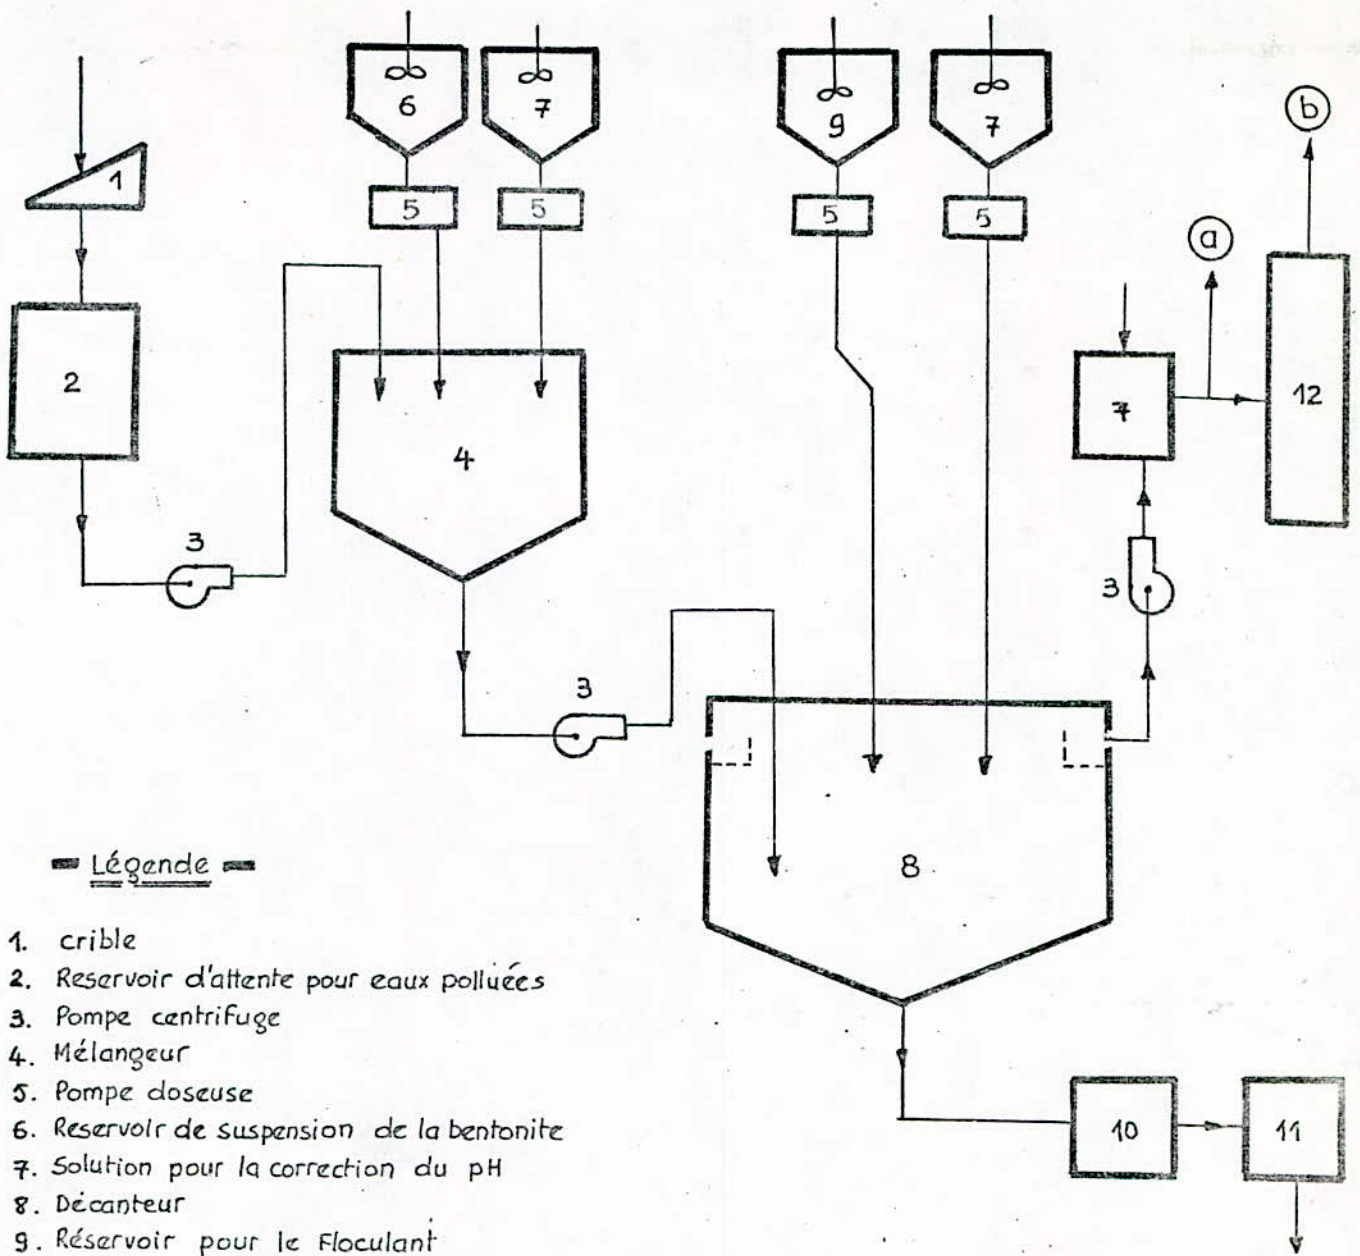 6 7 9 7
b
1
5 5 5 5
a
2
4
7
12
3
3
3
8
Légende
1. crible
2. Reservoir d'attente pour eaux polluées
3. Pompe centrifuge
4. Mélangeur
5. Pompe doseuse
6. Reservoir de suspension de la bentonite
7. Solution pour la correction du pH
8. Décanteur
9. Réservoir pour le Floculant
10 11